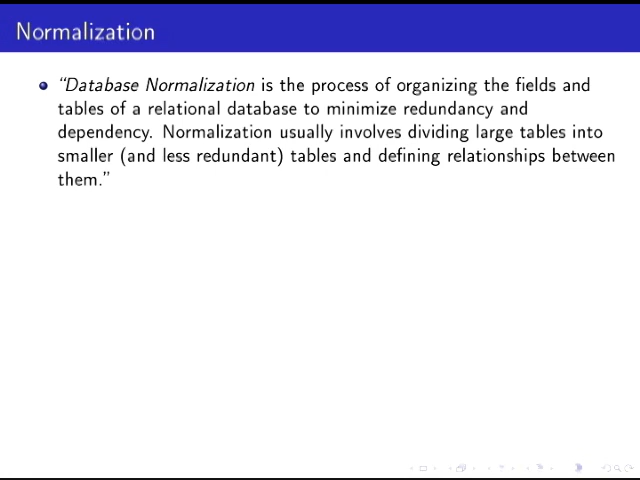 Normalization
“Database Normalization is the process of organizing the fields and
tables of a relational database to minimize redundancy and
dependency. Normalization usually involves dividing large tables into
smaller (and less redundant) tables and defining relationships between
them.”